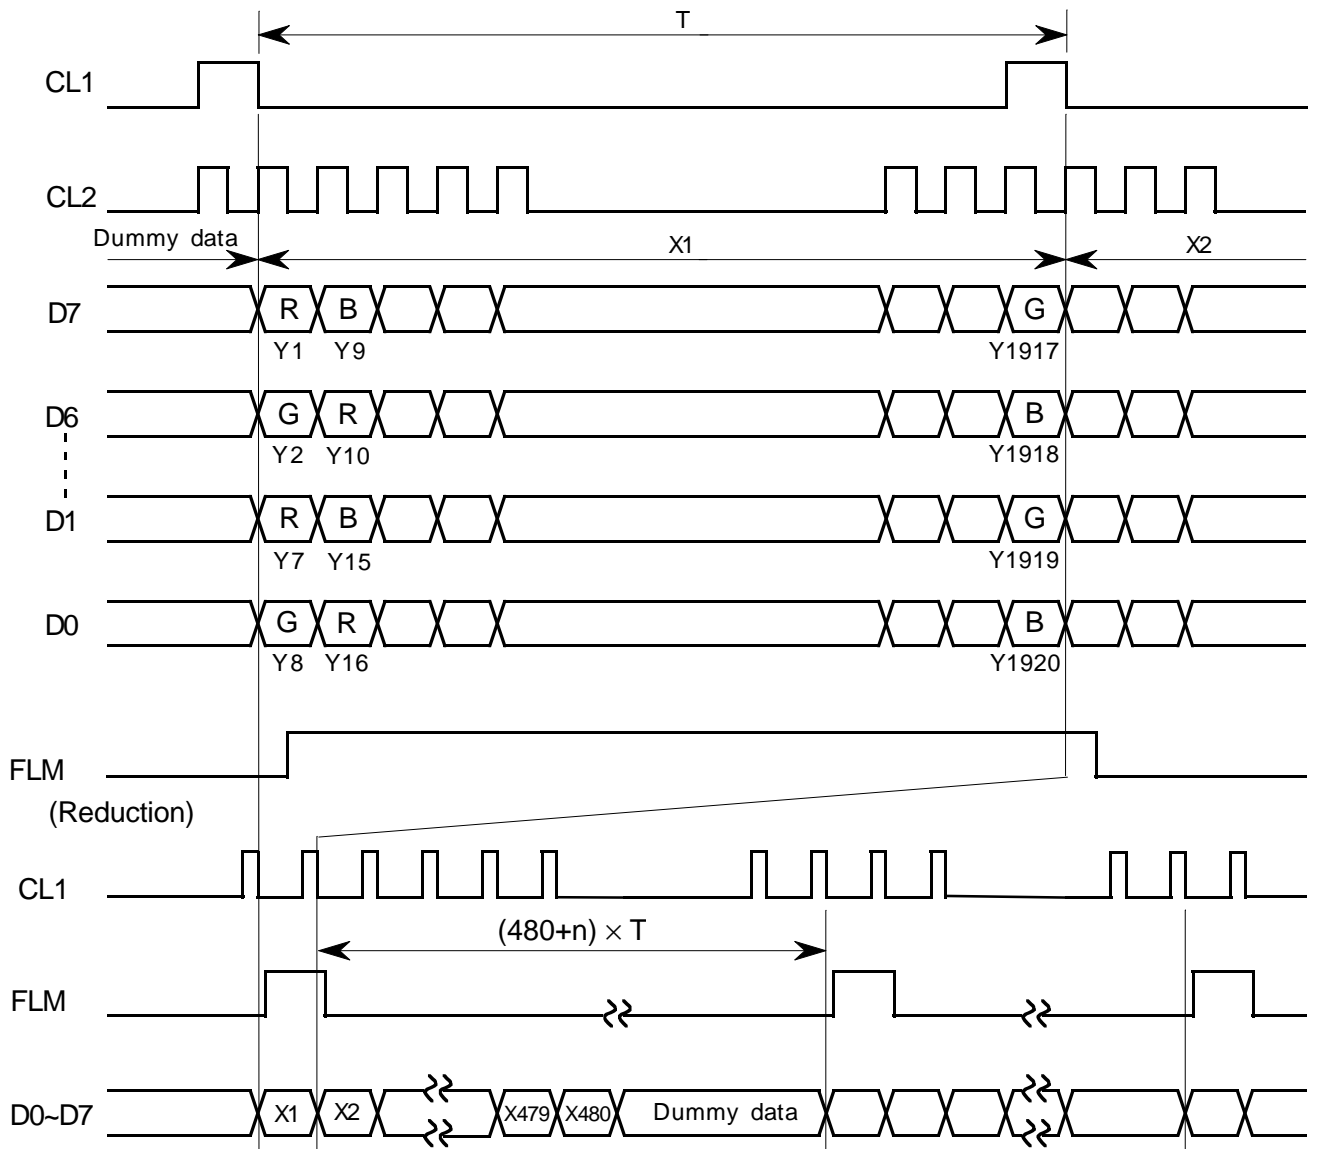 T
CL1
CL2
Dummy data
X1
X2
D7
R B G
Y1 Y9 Y1917
D6
G R B
Y2 Y10 Y1918
D1
R B G
Y7 Y15 Y1919
D0
G R B
Y8 Y16 Y1920
FLM
(Reduction)
CL1
(480+n) × T
FLM
D0~D7
X1 X2 X479 X480 Dummy data